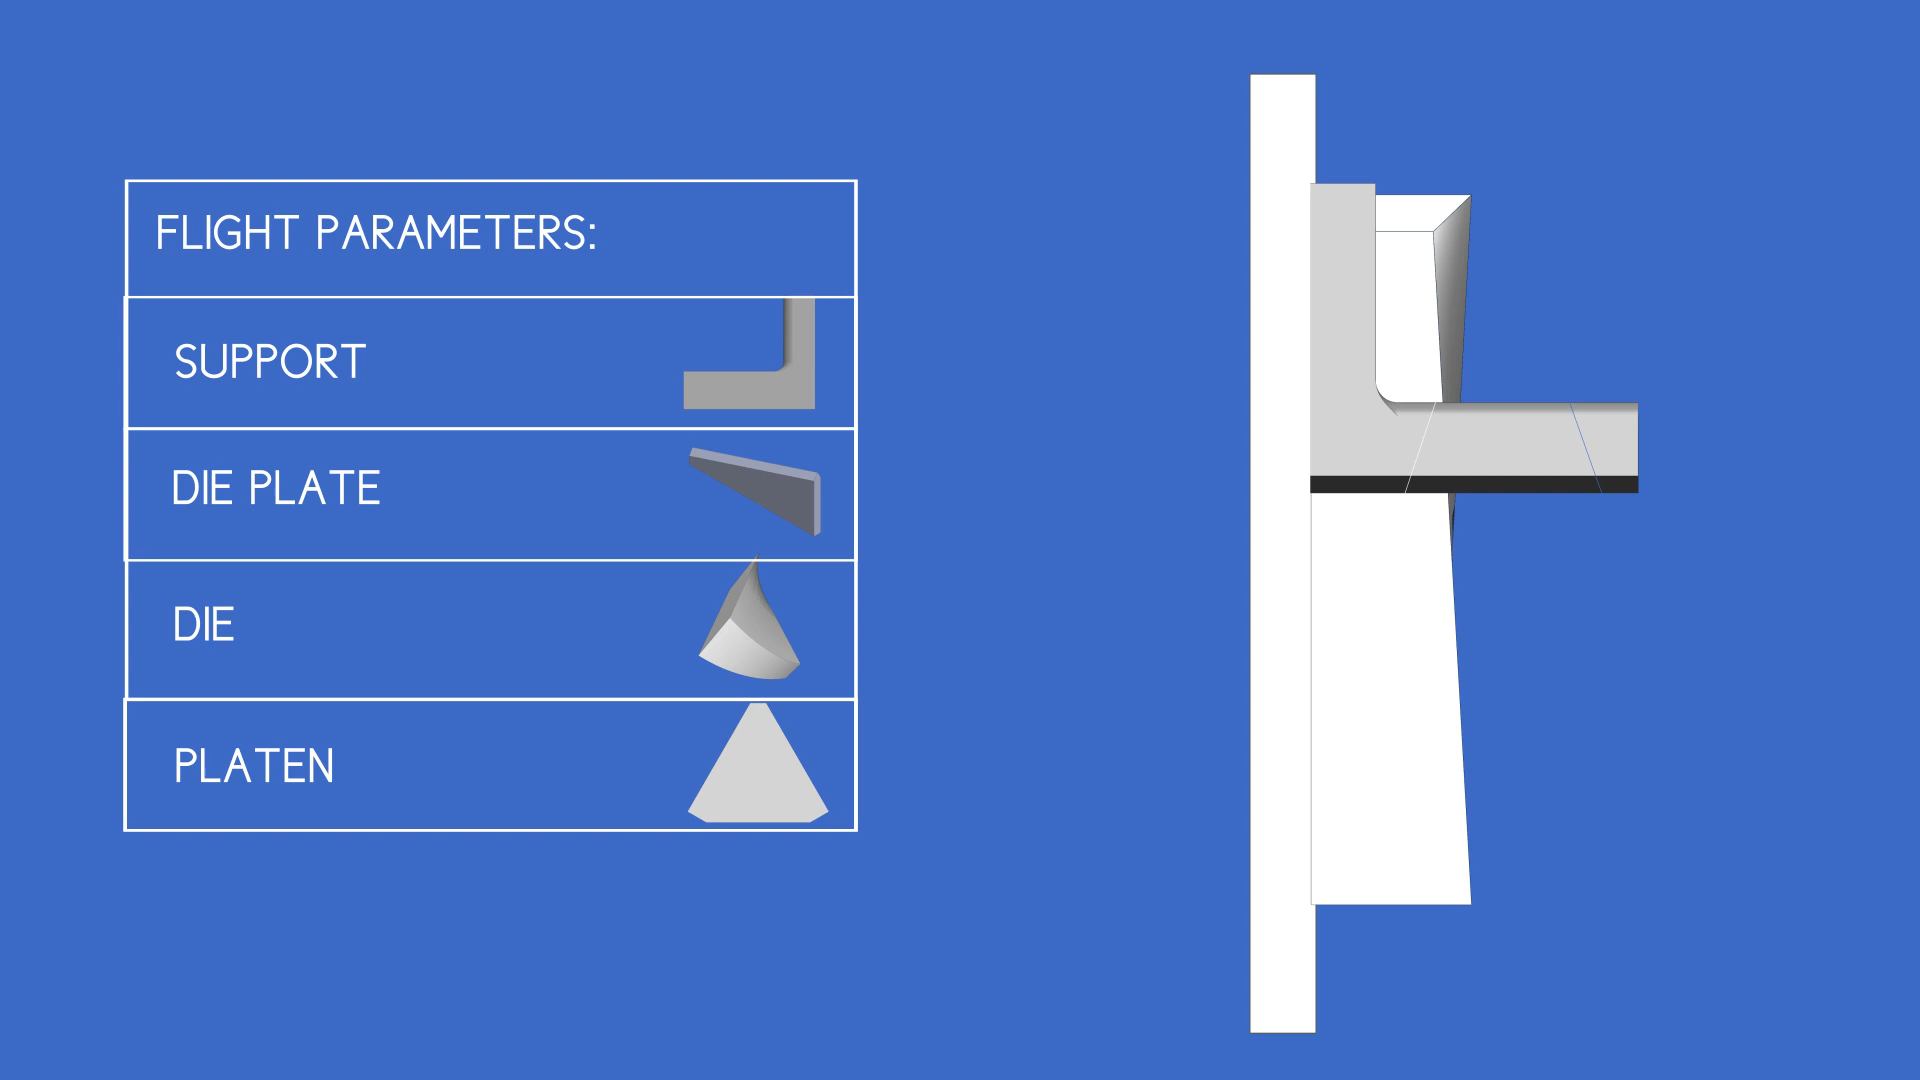 FLIGHT PARAMETERS:
SUPPORT
DIE PLATE
DIE
PLATEN